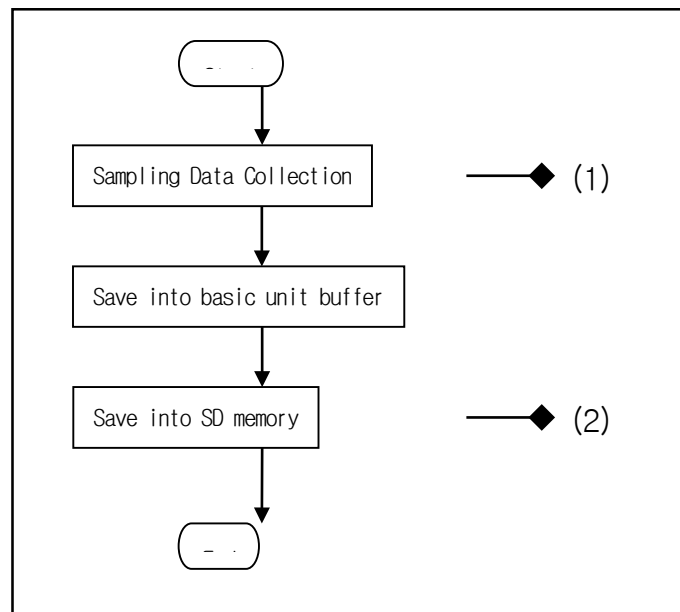 Sampling Data Collection
(1)
Save into basic unit buffer
Save into SD memory
(2)